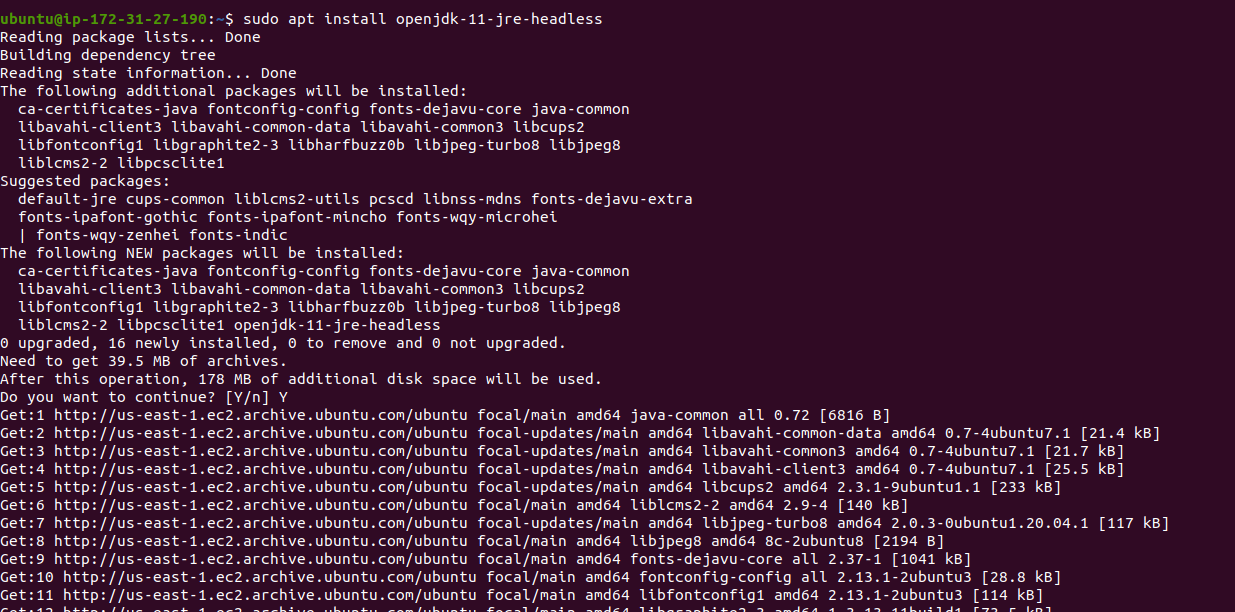 ubuntu@ip-172-31-27-190:~$ sudo apt install openjdk-11-jre-headless
Reading package lists... Done
Building dependency tree
Reading state information... Done
The following additional packages will be installed:
  ca-certificates-java fontconfig-config fonts-dejavu-core java-common
  libavahi-client3 libavahi-common-data libavahi-common3 libcups2
  libfontconfig1 libgraphite2-3 libharfbuzz0b libjpeg-turbo8 libjpeg8
  liblcms2-2 libpcsclite1
Suggested packages:
  default-jre cups-common liblcms2-utils pcscd libnss-mdns fonts-dejavu-extra
  fonts-ipafont-gothic fonts-ipafont-mincho fonts-wqy-microhei
  | fonts-wqy-zenhei fonts-indic
The following NEW packages will be installed:
  ca-certificates-java fontconfig-config fonts-dejavu-core java-common
  libavahi-client3 libavahi-common-data libavahi-common3 libcups2
  libfontconfig1 libgraphite2-3 libharfbuzz0b libjpeg-turbo8 libjpeg8
  liblcms2-2 libpcsclite1 openjdk-11-jre-headless
0 upgraded, 16 newly installed, 0 to remove and 0 not upgraded.
Need to get 39.5 MB of archives.
After this operation, 178 MB of additional disk space will be used.
Do you want to continue? [Y/n] Y
Get:1 http://us-east-1.ec2.archive.ubuntu.com/ubuntu focal/main amd64 java-common all 0.72 [6816 B]
Get:2 http://us-east-1.ec2.archive.ubuntu.com/ubuntu focal-updates/main amd64 libavahi-common-data amd64 0.7-4ubuntu7.1 [21.4 kB]
Get:3 http://us-east-1.ec2.archive.ubuntu.com/ubuntu focal-updates/main amd64 libavahi-common3 amd64 0.7-4ubuntu7.1 [21.7 kB]
Get:4 http://us-east-1.ec2.archive.ubuntu.com/ubuntu focal-updates/main amd64 libavahi-client3 amd64 0.7-4ubuntu7.1 [25.5 kB]
Get:5 http://us-east-1.ec2.archive.ubuntu.com/ubuntu focal-updates/main amd64 libcups2 amd64 2.3.1-9ubuntu1.1 [233 kB]
Get:6 http://us-east-1.ec2.archive.ubuntu.com/ubuntu focal/main amd64 liblcms2-2 amd64 2.9-4 [140 kB]
Get:7 http://us-east-1.ec2.archive.ubuntu.com/ubuntu focal-updates/main amd64 libjpeg-turbo8 amd64 2.0.3-0ubuntu1.20.04.1 [117 kB]
Get:8 http://us-east-1.ec2.archive.ubuntu.com/ubuntu focal/main amd64 libjpeg8 amd64 8c-2ubuntu8 [2194 B]
Get:9 http://us-east-1.ec2.archive.ubuntu.com/ubuntu focal/main amd64 fonts-dejavu-core all 2.37-1 [1041 kB]
Get:10 http://us-east-1.ec2.archive.ubuntu.com/ubuntu focal/main amd64 fontconfig-config all 2.13.1-2ubuntu3 [28.8 kB]
Get:11 http://us-east-1.ec2.archive.ubuntu.com/ubuntu focal/main amd64 libfontconfig1 amd64 2.13.1-2ubuntu3 [114 kB]